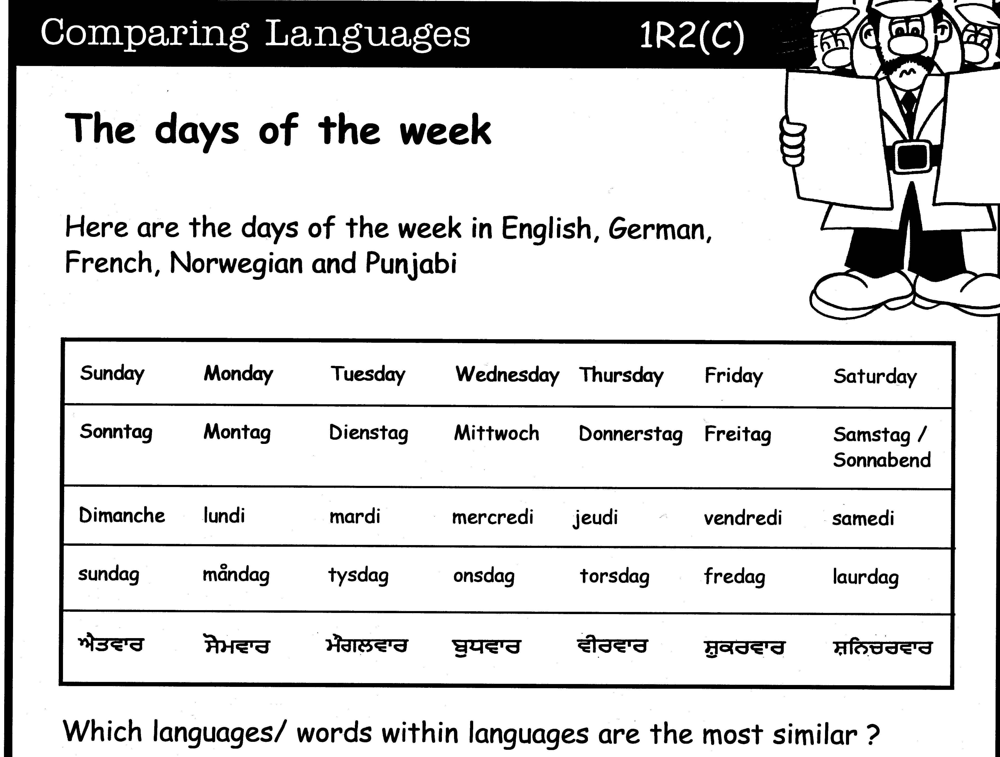 Comparing Languages 1R2(C)
The days of the week
Here are the days of the week in English, German,
French, Norwegian and Punjabi
Sunday Monday Tuesday Wednesday Thursday Friday Saturday
Sonntag Montag Dienstag Mittwoch Donnerstag Freitag Samstag /
Sonnabend
Dimanche lundi mardi mercredi jeudi vendredi samedi
sundag måndag tysdag onsdag torsdag fredag laurdag
ਐਤਵਾਰ ਸੋਮਵਾਰ ਮੰਗਲਵਾਰ ਬੁਧਵਾਰ ਵੀਰਵਾਰ ਸ਼ੁਕਰਵਾਰ ਸ਼ਨਿਚਰਵਾਰ
Which languages/ words within languages are the most similar ?